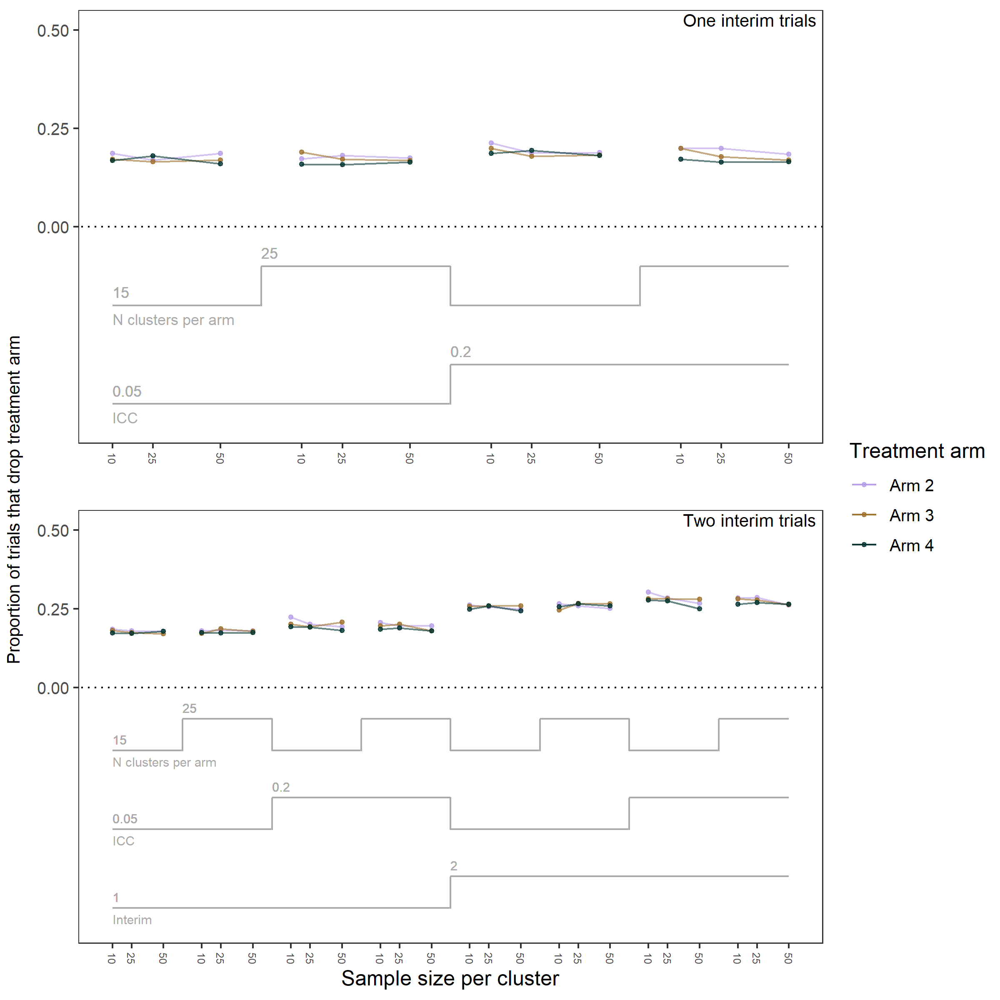 One interim trials
0.50
0.25
0.00
25
15
N clusters per arm
0.2
0.05
ICC
10 25 50 10 25 50 10 25 50 10 25 50
Proportion of trials that drop treatment arm
Treatment arm
Arm 2
Arm 3
Arm 4
Two interim trials
0.50
0.25
0.00
25
15
N clusters per arm
0.2
0.05
ICC
2
1
Interim
10 25 50 10 25 50 10 25 50 10 25 50 10 25 50 10 25 50 10 25 50 10 25 50
Sample size per cluster